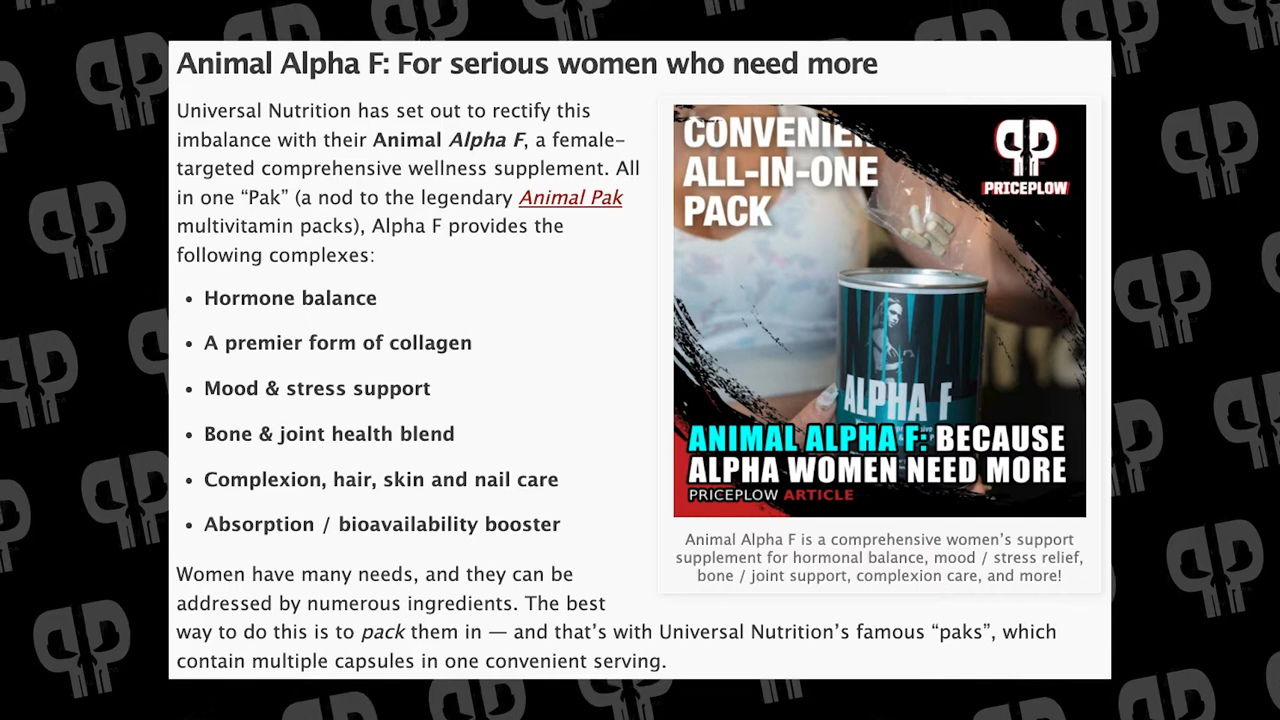 Animal Alpha F: For serious women who need more
Universal Nutrition has set out to rectify this
imbalance with their Animal Alpha F, a female-
targeted comprehensive wellness supplement. All
in one “Pak” (a nod to the legendary Animal Pak
multivitamin packs), Alpha F provides the
following complexes:
• Hormone balance
• A premier form of collagen
• Mood & stress support
• Bone & joint health blend
• Complexion, hair, skin and nail care
• Absorption / bioavailability booster
Women have many needs, and they can be
addressed by numerous ingredients. The best
way to do this is to pack them in — and that’s with Universal Nutrition’s famous “paks”, which
contain multiple capsules in one convenient serving.
ALL-IN-ONE
PACK
PRICEPLOW
ALPHA F
ANIMAL ALPHA F: BECAUSE
ALPHA WOMEN NEED MORE
PRICEPLOW ARTICLE
Animal Alpha F is a comprehensive women’s support
supplement for hormonal balance, mood / stress relief,
bone / joint support, complexion care, and more!